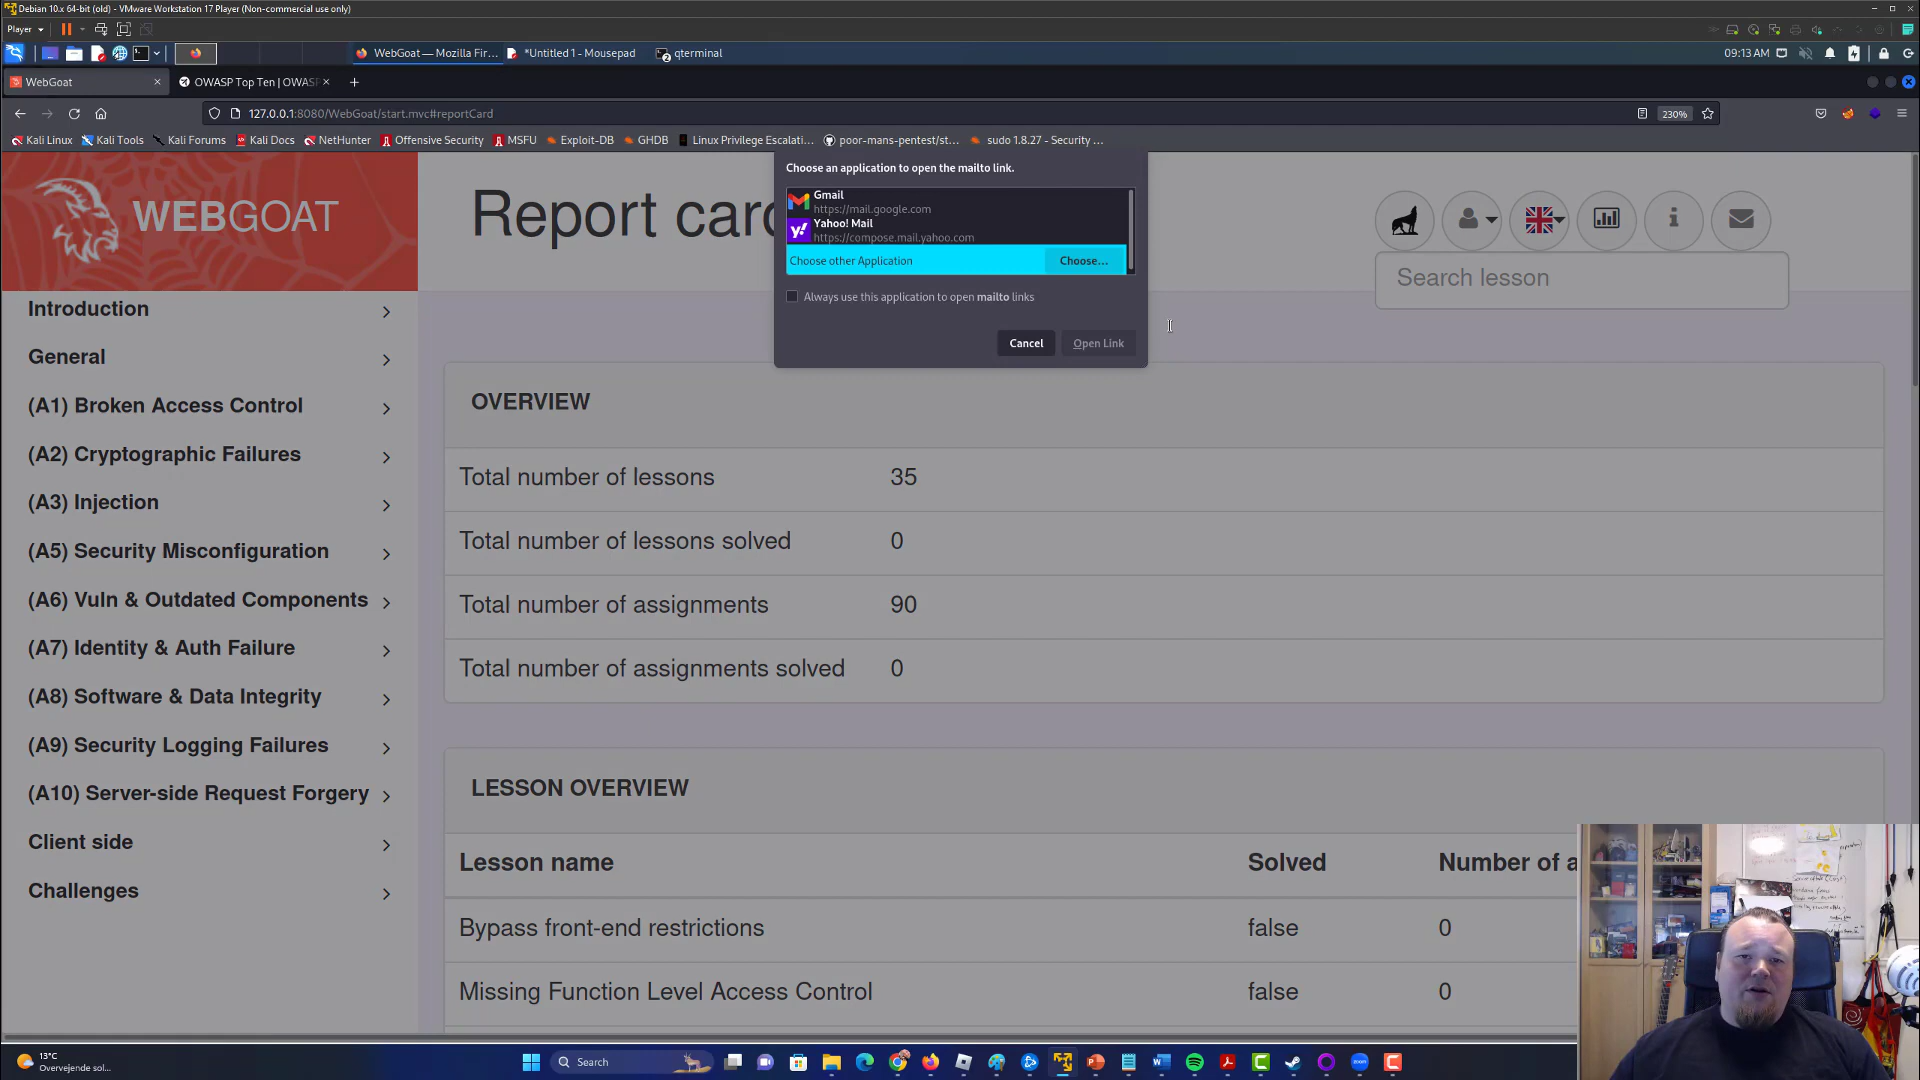 Debian 10.x 64-bit (old) - VMware Workstation 17 Player (Non-commercial use only)
Player
WebGoat — Mozilla Fir...
*Untitled 1 - Mousepad
2
qterminal
09:13 AM
WebGoat
OWASP Top Ten | OWAS
127.0.0.1:8080/WebGoat/start.mvc#reportCard
230%
Kali Linux
Kali Tools
Kali Forums
Kali Docs
NetHunter
Offensive Security
MSFU
Exploit-DB
GHDB
Linux Privilege Escalati...
poor-mans-pentest/st...
sudo 1.8.27 - Security ...
Choose an application to open the mailto link.
Gmail
https://mail.google.com
Yahoo! Mail
https://compose.mail.yahoo.com
Choose other Application
Choose...
Always use this application to open mailto links
Cancel
Open Link
WEBGOAT
Report card
Search lesson
Introduction
General
(A1) Broken Access Control
(A2) Cryptographic Failures
(A3) Injection
(A5) Security Misconfiguration
(A6) Vuln & Outdated Components
(A7) Identity & Auth Failure
(A8) Software & Data Integrity
(A9) Security Logging Failures
(A10) Server-side Request Forgery
Client side
Challenges
OVERVIEW
Total number of lessons 35
Total number of lessons solved 0
Total number of assignments 90
Total number of assignments solved 0
LESSON OVERVIEW
Lesson name Solved Number of a
Bypass front-end restrictions false 0
Missing Function Level Access Control false 0
13°C
Overvejende sol...
Search